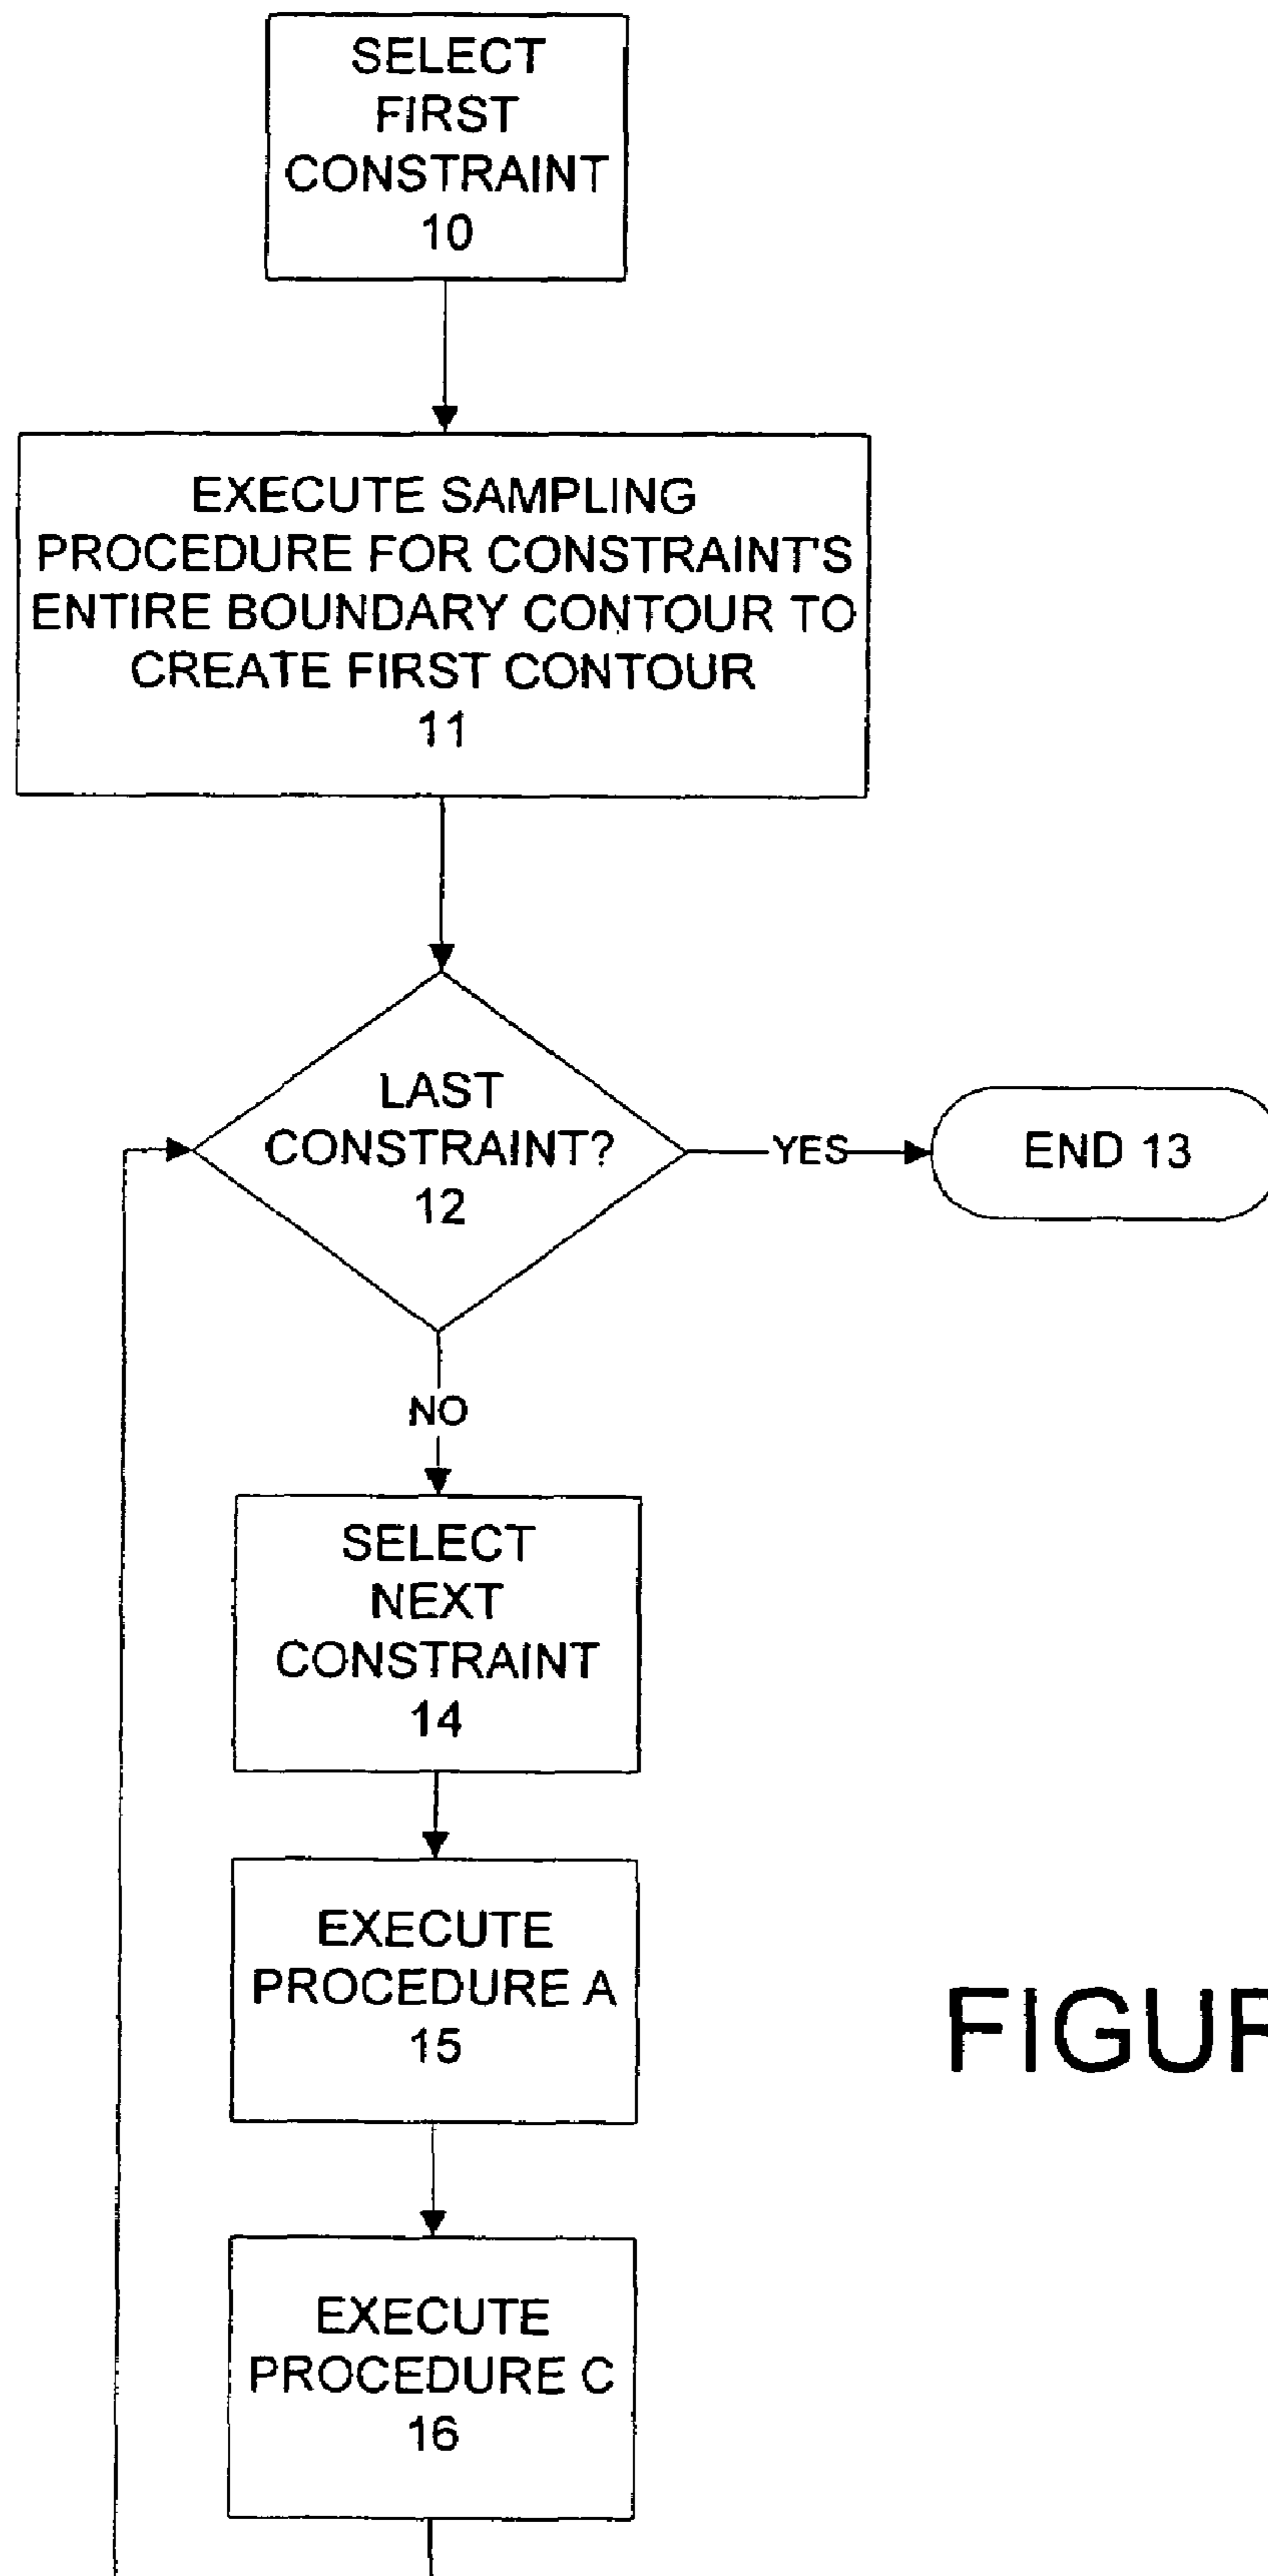 SELECT
FIRST
CONSTRAINT
10
EXECUTE SAMPLING
PROCEDURE FOR CONSTRAINT'S
ENTIRE BOUNDARY CONTOUR TO
CREATE FIRST CONTOUR
11
LAST
CONSTRAINT?
12
YES
END 13
NO
SELECT
NEXT
CONSTRAINT
14
EXECUTE
PROCEDURE A
15
FIGUR
EXECUTE
PROCEDURE C
16